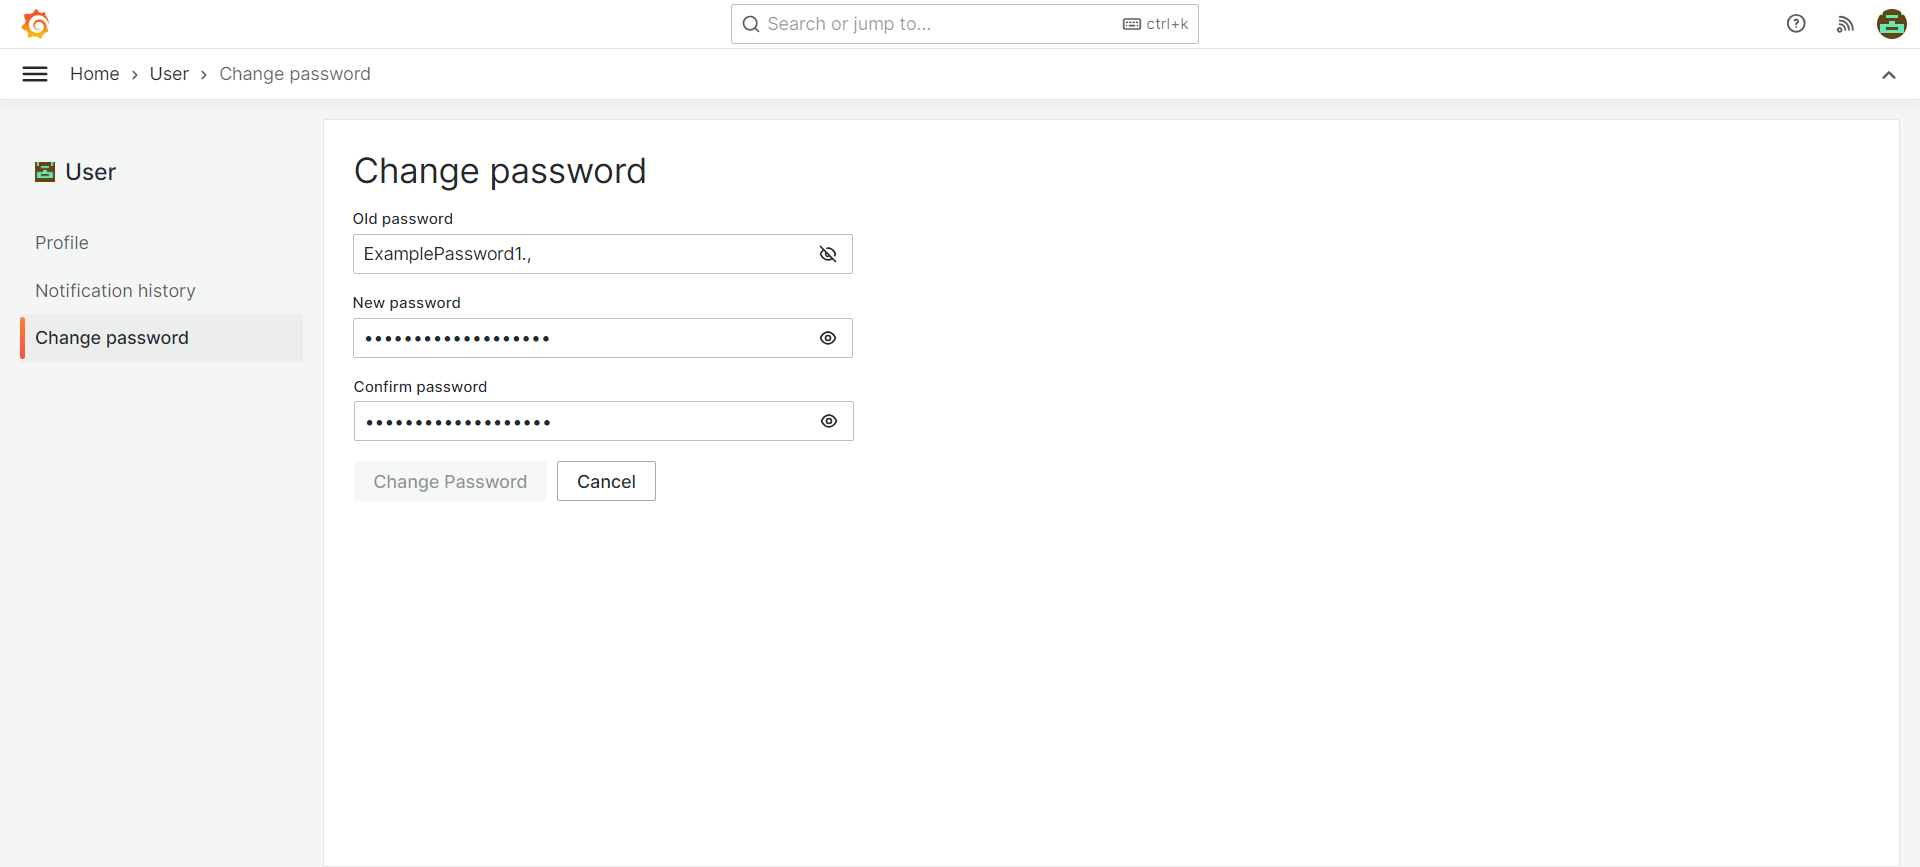 Search or jump to...
ctrl+k
Home › User › Change password
User
Profile
Notification history
Change password
Change password
Old password
ExamplePassword1.,
New password
•••••••••••••••••••
Confirm password
•••••••••••••••••••
Change Password
Cancel